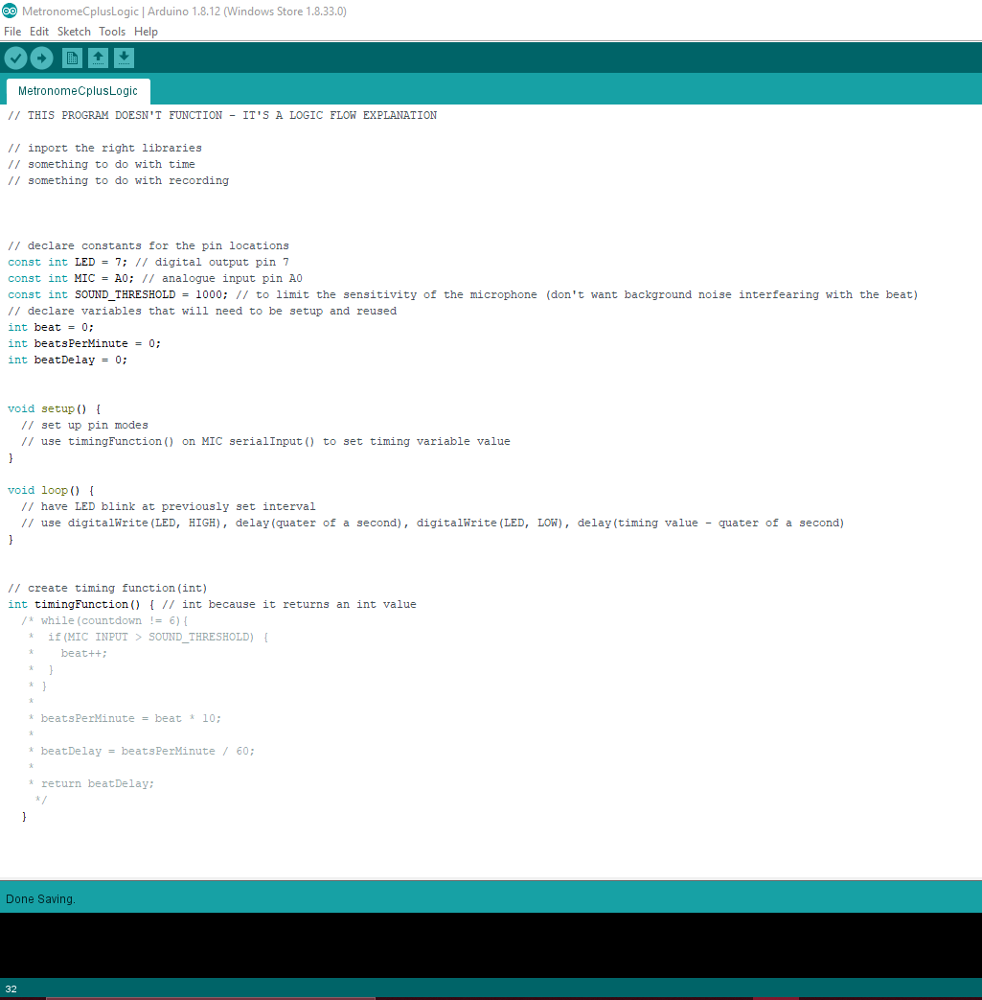 MetronomeCplusLogic | Arduino 1.8.12 (Windows Store 1.8.33.0)
File Edit Sketch Tools Help
MetronomeCplusLogic
// THIS PROGRAM DOESN'T FUNCTION - IT'S A LOGIC FLOW EXPLANATION
// inport the right libraries
// something to do with time
// something to do with recording
// declare constants for the pin locations
const int LED = 7; // digital output pin 7
const int MIC = A0; // analogue input pin A0
const int SOUND_THRESHOLD = 1000; // to limit the sensitivity of the microphone (don't want background noise interfearing with the beat)
// declare variables that will need to be setup and reused
int beat = 0;
int beatsPerMinute = 0;
int beatDelay = 0;
void setup() {
// set up pin modes
// use timingFunction() on MIC serialInput() to set timing variable value
}
void loop() {
// have LED blink at previously set interval
// use digitalWrite(LED, HIGH), delay(quater of a second), digitalWrite(LED, LOW), delay(timing value - quater of a second)
}
// create timing function(int)
int timingFunction() { // int because it returns an int value
/* while(countdown != 6){
* if(MIC INPUT > SOUND_THRESHOLD) {
* beat++;
* }
* }
*
* beatsPerMinute = beat * 10;
*
* beatDelay = beatsPerMinute / 60;
*
* return beatDelay;
*/
}
Done Saving.
32